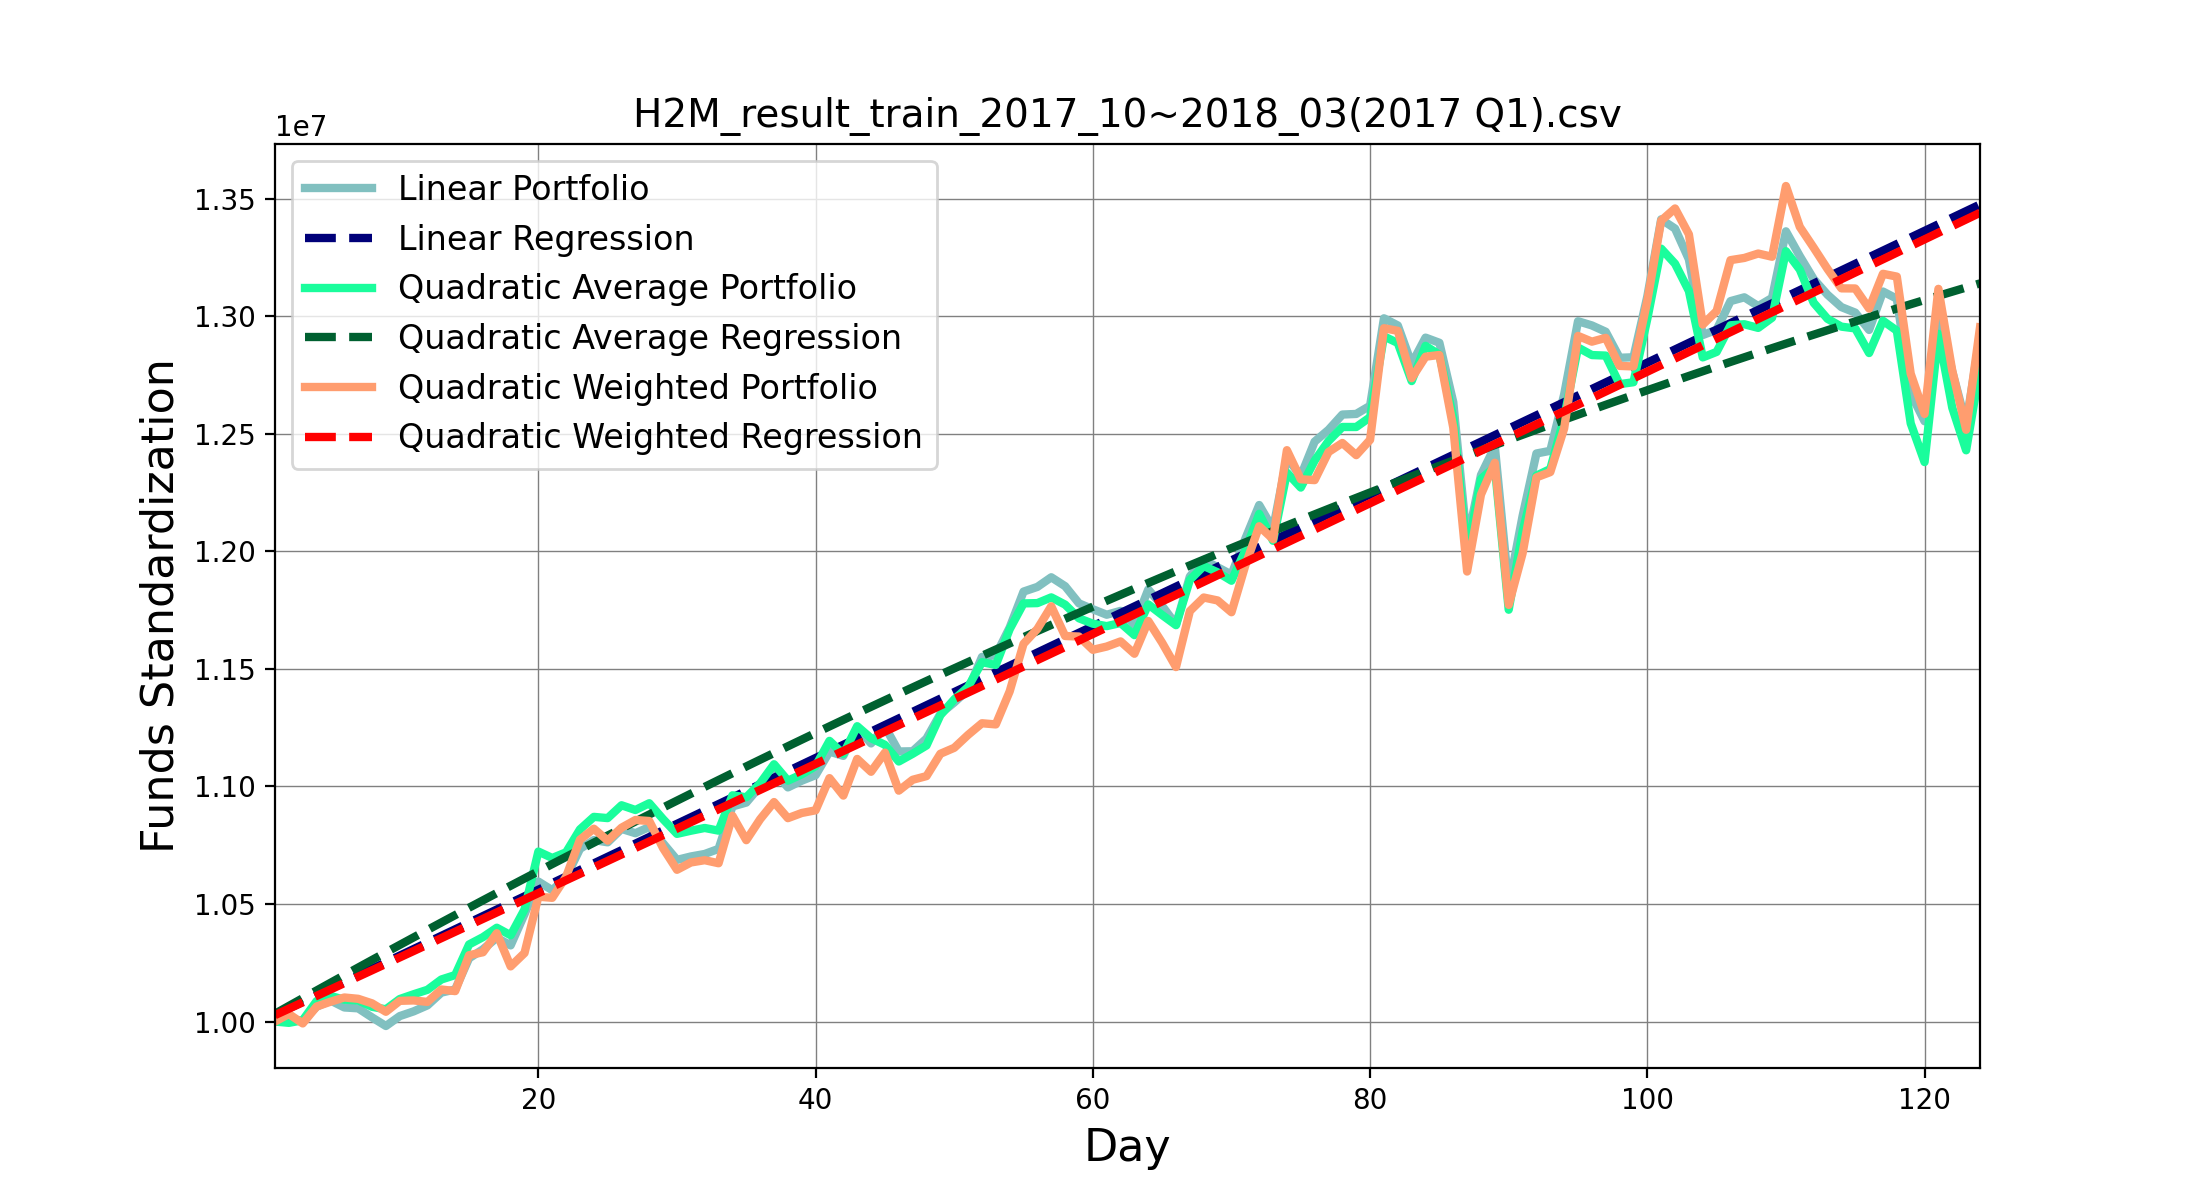 H2M_result_train_2017_10~2018_03(2017 Q1).csv
1e7
Linear Portfolio
Linear Regression
Quadratic Average Portfolio
Quadratic Average Regression
Quadratic Weighted Portfolio
Quadratic Weighted Regression
Funds Standardization
1.35
1.30
1.25
1.20
1.15
1.10
1.05
1.00
20
40
60
80
100
120
Day